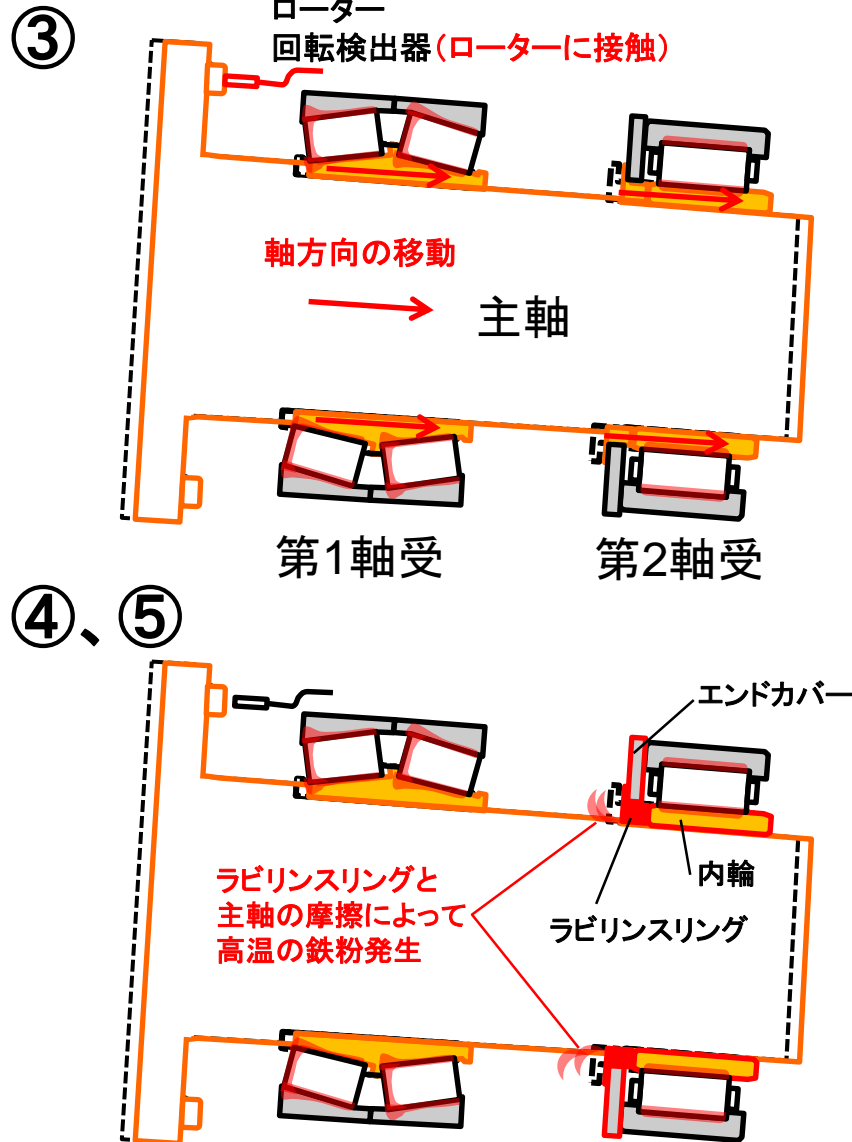 ③
ローター
回転検出器（ローターに接触）
軸方向の移動
主軸
第1軸受
第2軸受
④、⑤
エンドカバー
ラビリンスリングと
主軸の摩擦によって
高温の鉄粉発生
内輪
ラビリンスリング